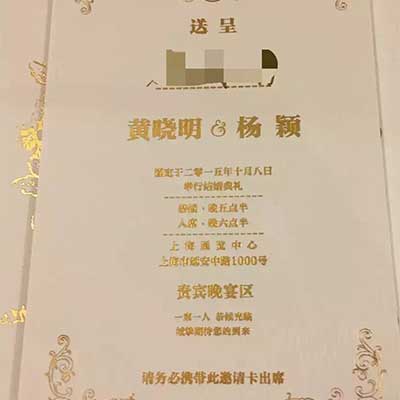 送呈
黄晓明 & 杨颖
谨定于二零一五年十月八日
举行结婚典礼
恭候·晚五点半
入席·晚六点半
上海展览中心
上海市延安中路1000号
贵宾晚宴区
一柬一人 恭候光临
诚挚期待您的到来
请务必携带此邀请卡出席